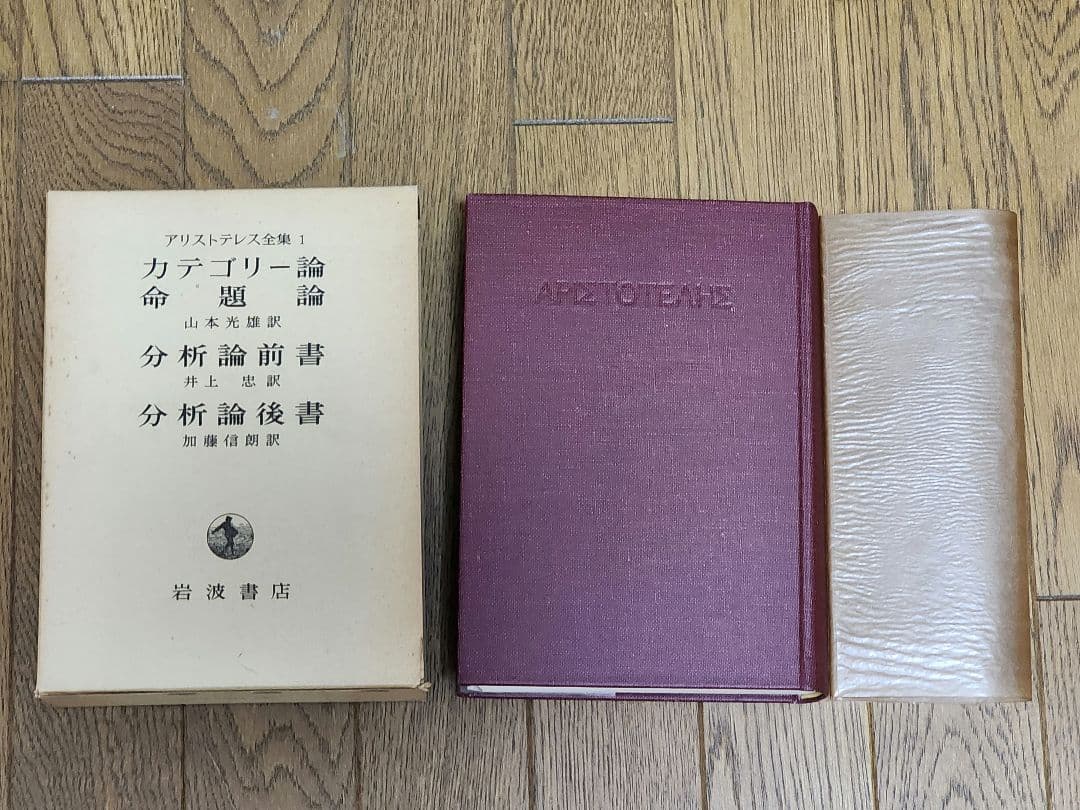 アリストテレス全集 1
カテゴリー論
命題論
山本光雄訳
分析論前書
井上 忠訳
分析論後書
加藤信朗訳
岩波書店
ΑΡΙΣΤΟΤΕΛΗΣ